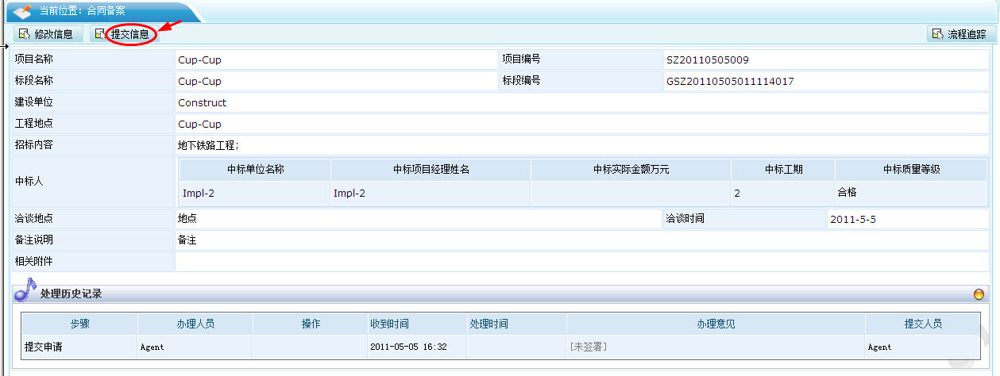 当前位置：合同备案
修改信息 提交信息 流程追踪
项目名称 Cup-Cup 项目编号 SZ20110505009
标段名称 Cup-Cup 标段编号 GSZ20110505011114017
建设单位 Construct
工程地点 Cup-Cup
招标内容 地下铁路工程;
中标人
中标单位名称 中标项目经理姓名 中标实际金额万元 中标工期 中标质量等级
Impl-2 Impl-2 2 合格
洽谈地点 地点 洽谈时间 2011-5-5
备注说明 备注
相关附件
处理历史记录
步骤 办理人员 操作 收到时间 处理时间 办理意见 提交人员
提交申请 Agent 2011-05-05 16:32 [未签署] Agent